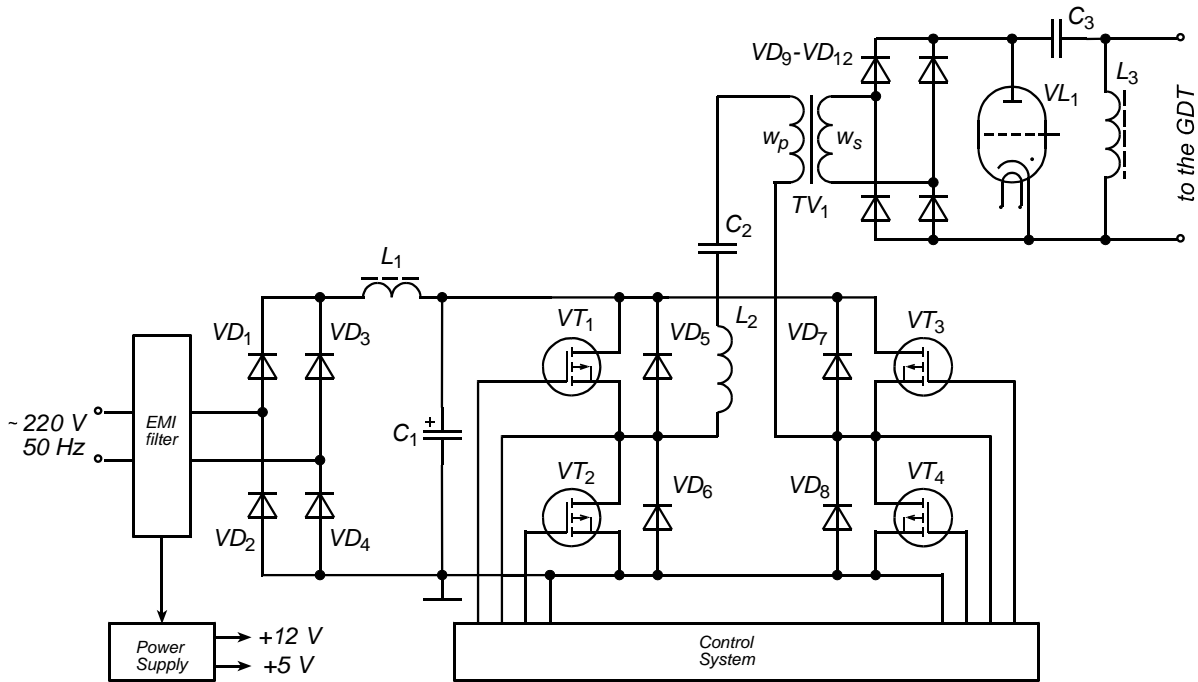 C3
VD9-VD12
L3
VL1
wp
ws
to the GDT
TV1
C2
L1
VD1
VD3
VT1
VD5
L2
VD7
VT3
~ 220 V
50 Hz
EMI
filter
C1
+
VT2
VD6
VD8
VT4
VD2
VD4
Power
Supply
+12 V
+5 V
Control
System